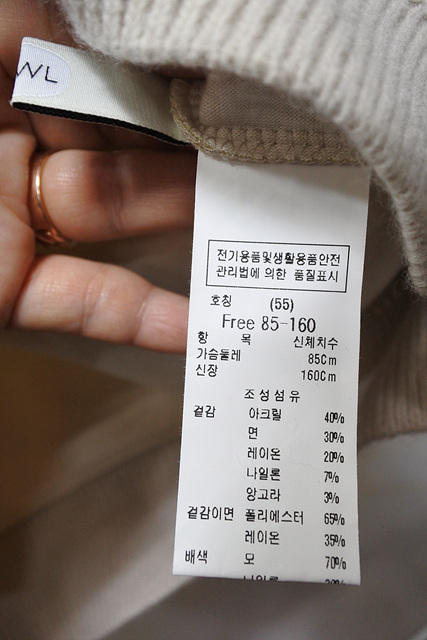 WL
전기용품및생활용품안전
관리법에 의한 품질표시
호칭 (55)
Free 85-160
항 목 신체치수
가슴둘레 85Cm
신장 160Cm
조성섬유
겉감 아크릴 40%
면 30%
레이온 20%
나일론 7%
앙고라 3%
겉감이면 폴리에스터 65%
레이온 35%
배색 모 70%